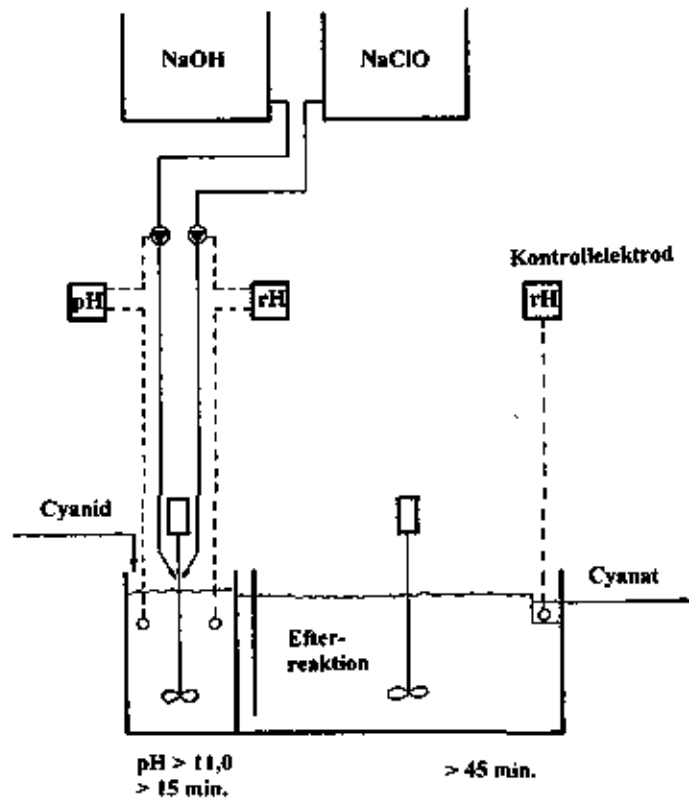 NaOH
NaClO
Kontrollelektrod
pH
rH
rH
Cyanid
Cyanat
Efter-
reaktion
pH > 11,0
> 15 min.
> 45 min.